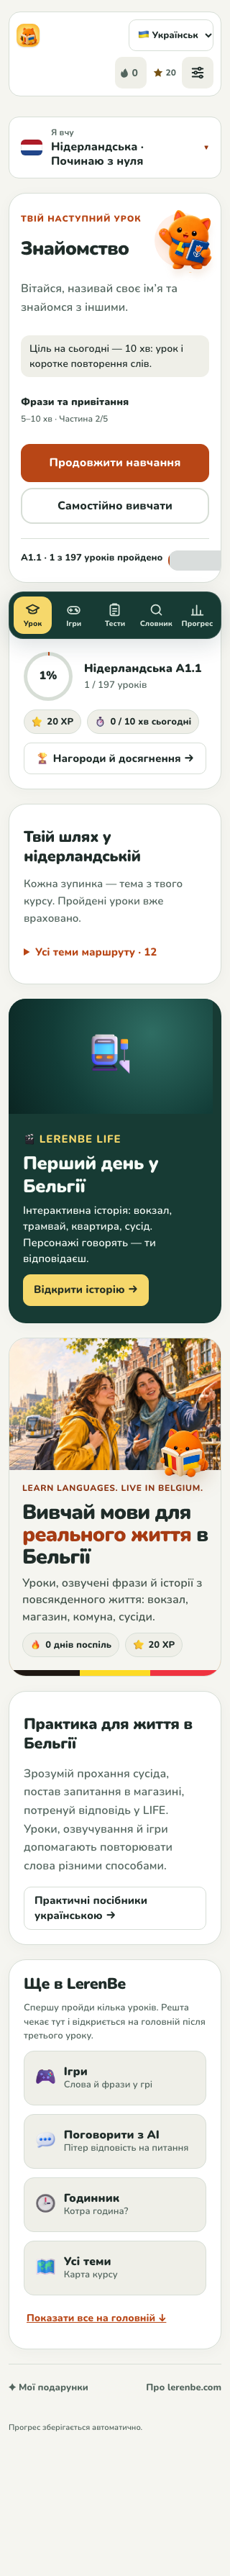 Українськ
0
20
Я вчу
Нідерландська ·
Починаю з нуля
ТВІЙ НАСТУПНИЙ УРОК
Знайомство
Вітайся, називай своє ім’я та
знайомся з іншими.
Ціль на сьогодні — 10 хв: урок і
коротке повторення слів.
Фрази та привітання
5–10 хв · Частина 2/5
Продовжити навчання
Самостійно вивчати
A1.1 · 1 з 197 уроків пройдено
Урок
Ігри
Тести
Словник
Прогрес
1%
Нідерландська A1.1
1 / 197 уроків
20 XP
0 / 10 хв сьогодні
Нагороди й досягнення →
Твій шлях у
нідерландській
Кожна зупинка — тема з твого
курсу. Пройдені уроки вже
враховано.
Усі теми маршруту · 12
LERENBE LIFE
Перший день у
Бельгії
Інтерактивна історія: вокзал,
трамвай, квартира, сусід.
Персонажі говорять — ти
відповідаєш.
Відкрити історію →
LEARN LANGUAGES. LIVE IN BELGIUM.
Вивчай мови для
реального життя в
Бельгії
Уроки, озвучені фрази й історії з
повсякденного життя: вокзал,
магазин, комуна, сусіди.
0 днів поспіль
20 XP
Практика для життя в
Бельгії
Зрозумій прохання сусіда,
постав запитання в магазині,
потренуй відповідь у LIFE.
Уроки, озвучування й ігри
допомагають повторювати
слова різними способами.
Практичні посібники
українською →
Ще в LerenBe
Спершу пройди кілька уроків. Решта
чекає тут і відкриється на головній після
третього уроку.
Ігри
Слова й фрази у грі
Поговорити з AI
Пітер відповість на питання
Годинник
Котра година?
Усі теми
Карта курсу
Показати все на головній ↓
✦ Мої подарунки
Про lerenbe.com
Прогрес зберігається автоматично.